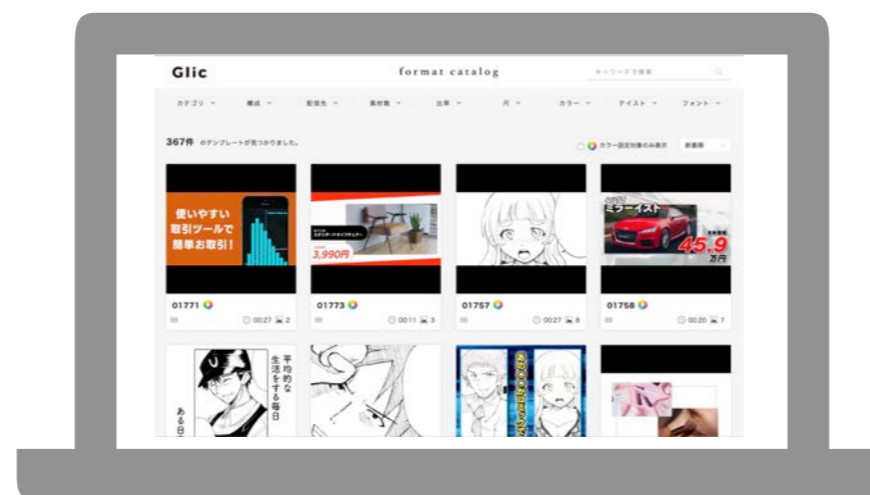 Glic
format catalog
キーワードで検索
カテゴリ
構成
配信先
素材数
比率
尺
カラー
テイスト
フォント
367件 のテンプレートが見つかりました。
カラー設定対象のみ表示
新着順
使いやすい
取引ツールで
簡単お取引!
3,990円
ミラーイスト
45.9
万円
01771
00:27 2
01773
00:11 3
01757
00:27 8
01758
00:20 7
平均的な
生活をする毎日
ある日